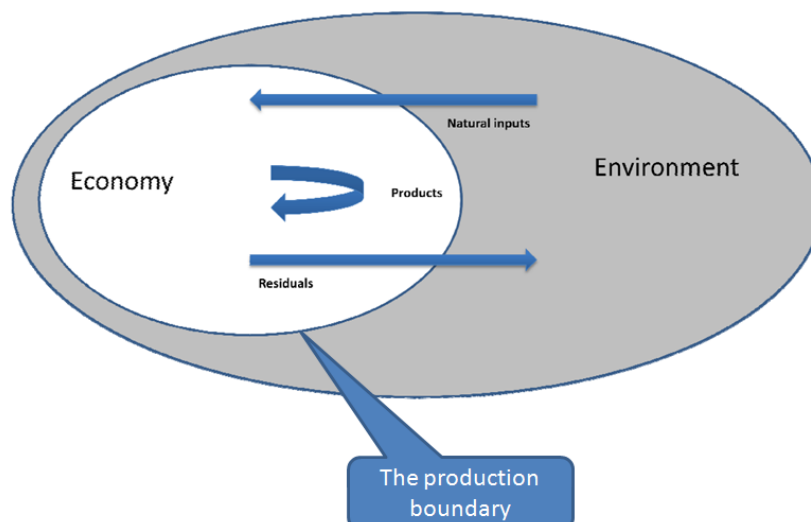 Natural inputs
Economy
Environment
Products
Residuals
The production
boundary